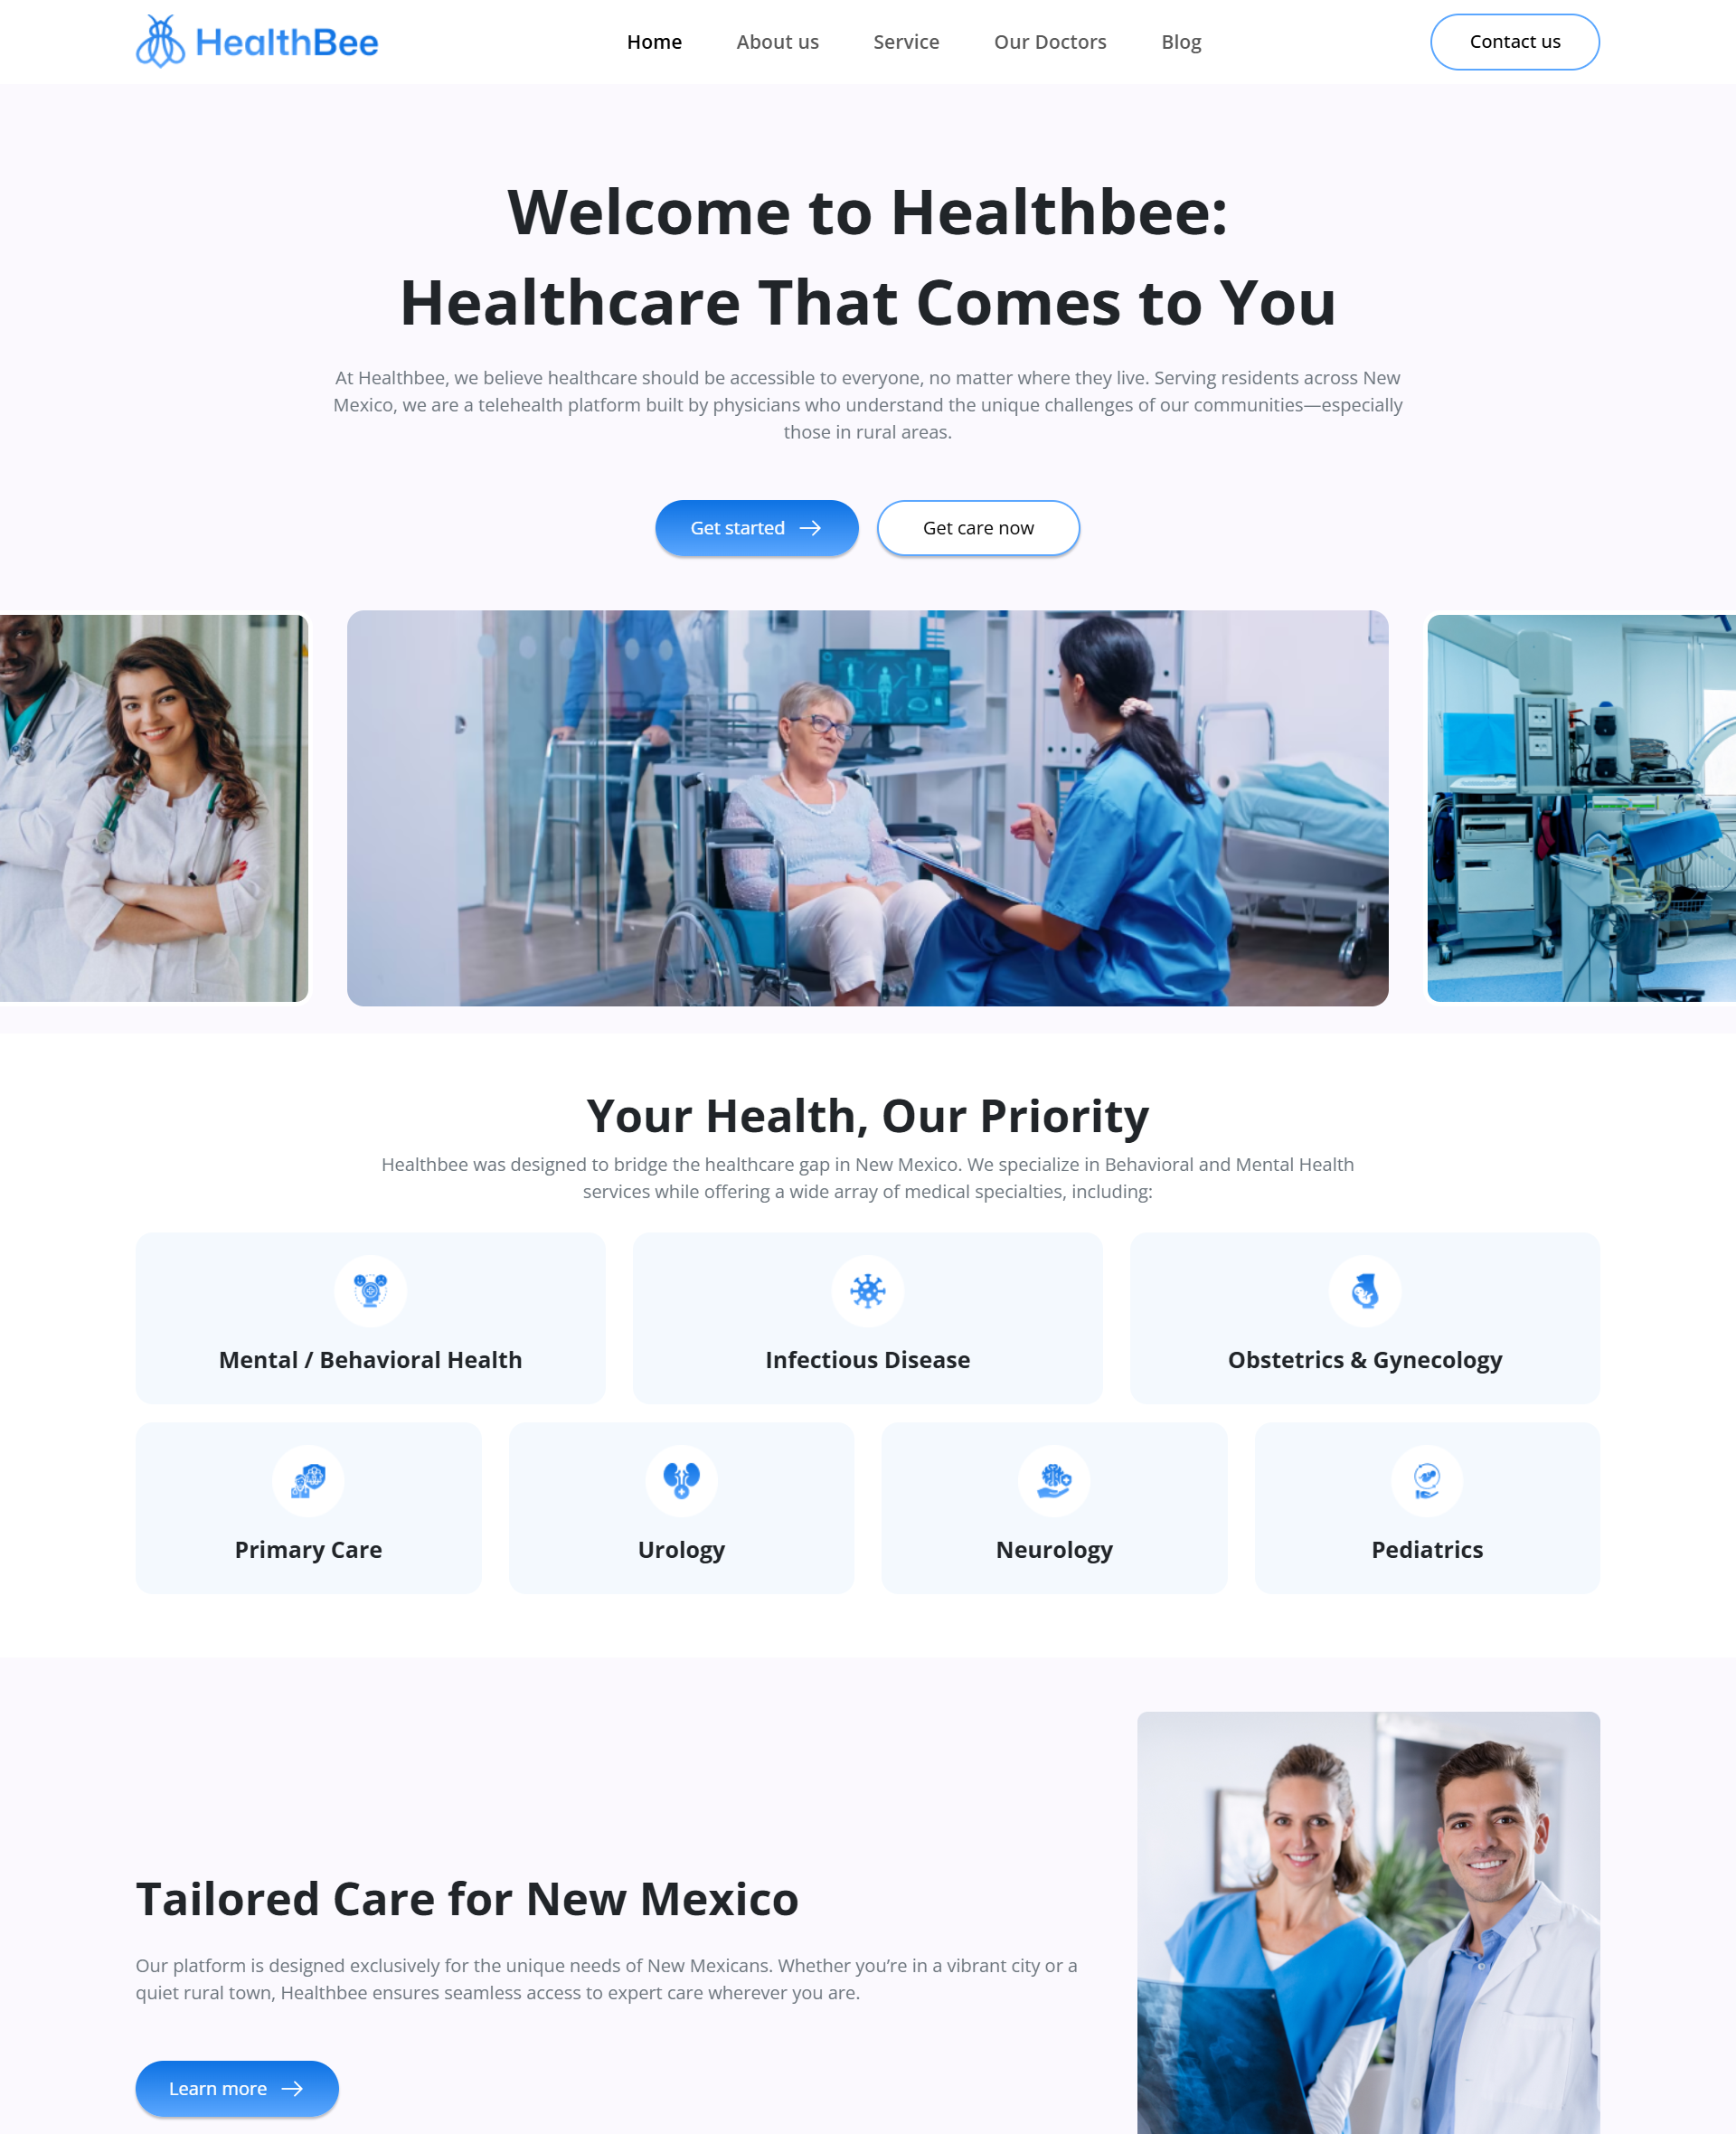 HealthBee
Home
About us
Service
Our Doctors
Blog
Contact us
Welcome to Healthbee:
Healthcare That Comes to You
At Healthbee, we believe healthcare should be accessible to everyone, no matter where they live. Serving residents across New
Mexico, we are a telehealth platform built by physicians who understand the unique challenges of our communities—especially
those in rural areas.
Get started
Get care now
Your Health, Our Priority
Healthbee was designed to bridge the healthcare gap in New Mexico. We specialize in Behavioral and Mental Health
services while offering a wide array of medical specialties, including:
Mental / Behavioral Health
Infectious Disease
Obstetrics & Gynecology
Primary Care
Urology
Neurology
Pediatrics
Tailored Care for New Mexico
Our platform is designed exclusively for the unique needs of New Mexicans. Whether you’re in a vibrant city or a
quiet rural town, Healthbee ensures seamless access to expert care wherever you are.
Learn more